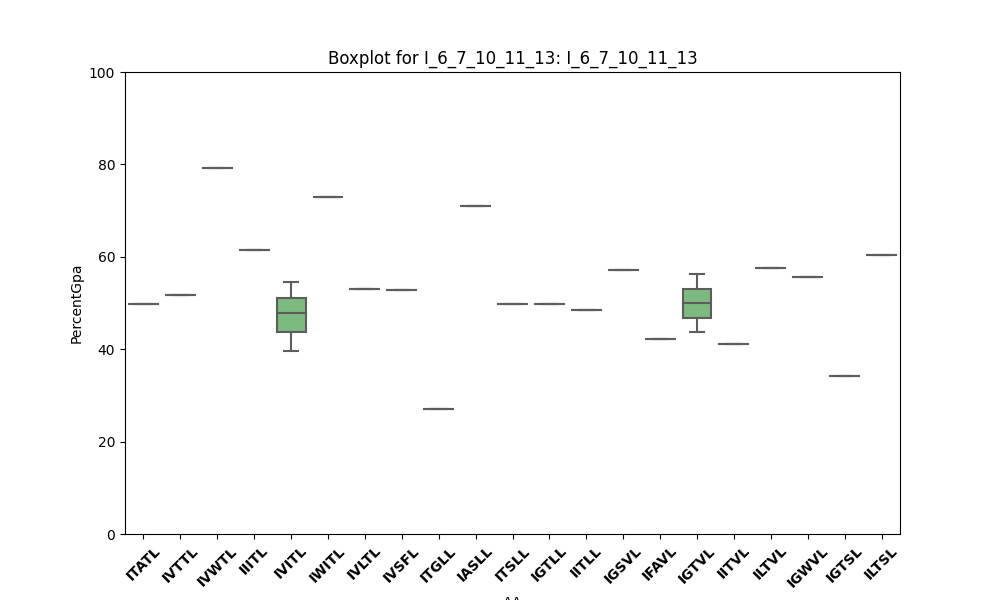 Boxplot for I_6_7_10_11_13: I_6_7_10_11_13
100
80
60
40
20
0
PercentGpa
ITATL IVTTL IVWTL IIITL IVITL IWITL IVLTL IVSFL ITGLL IASLL ITSLL IGTLL IITLL IGSVL IFAVL IGTVL IITVL ILTVL IGWVL IGTSL ILTSL
AA